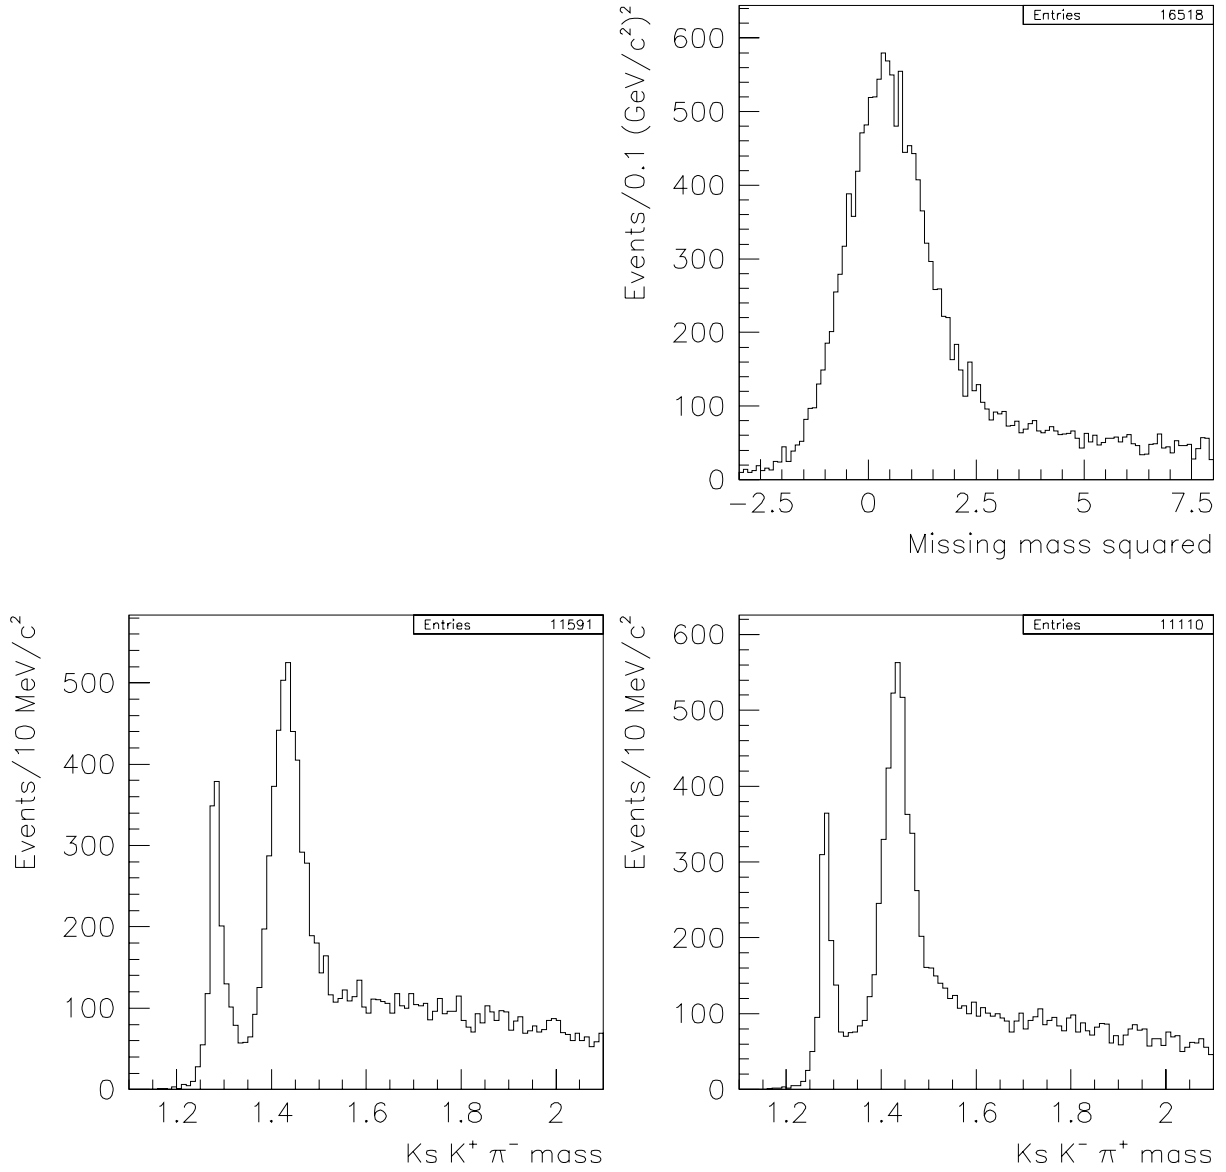 Entries 16518
Events/0.1 (GeV/c²)²
600
500
400
300
200
100
0
−2.5 0 2.5 5 7.5
Missing mass squared
Entries 11591
Events/10 MeV/c²
500
400
300
200
100
0
1.2 1.4 1.6 1.8 2
Ks K⁺ π⁻ mass
Entries 11110
Events/10 MeV/c²
600
500
400
300
200
100
0
1.2 1.4 1.6 1.8 2
Ks K⁻ π⁺ mass